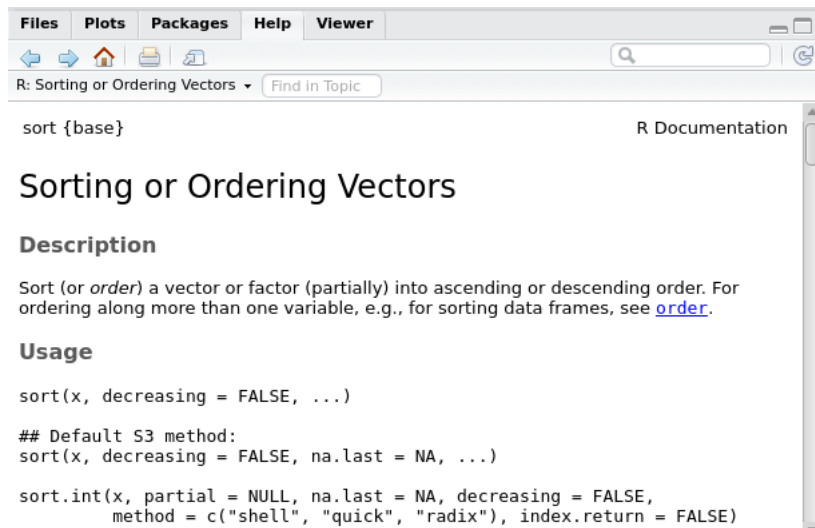 Files Plots Packages Help Viewer
R: Sorting or Ordering Vectors Find in Topic
sort {base} R Documentation
Sorting or Ordering Vectors
Description
Sort (or order) a vector or factor (partially) into ascending or descending order. For
ordering along more than one variable, e.g., for sorting data frames, see order.
Usage
sort(x, decreasing = FALSE, ...)
## Default S3 method:
sort(x, decreasing = FALSE, na.last = NA, ...)
sort.int(x, partial = NULL, na.last = NA, decreasing = FALSE,
method = c("shell", "quick", "radix"), index.return = FALSE)